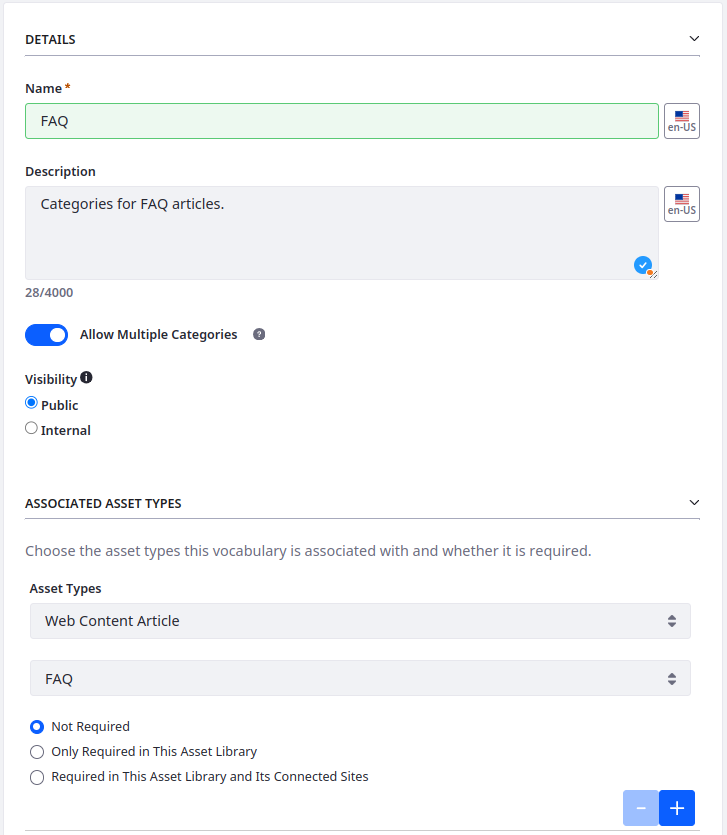 DETAILS
Name*
FAQ
en-US
Description
Categories for FAQ articles.
en-US
28/4000
Allow Multiple Categories ?
Visibility i
Public
Internal
ASSOCIATED ASSET TYPES
Choose the asset types this vocabulary is associated with and whether it is required.
Asset Types
Web Content Article
FAQ
Not Required
Only Required in This Asset Library
Required in This Asset Library and Its Connected Sites
− +